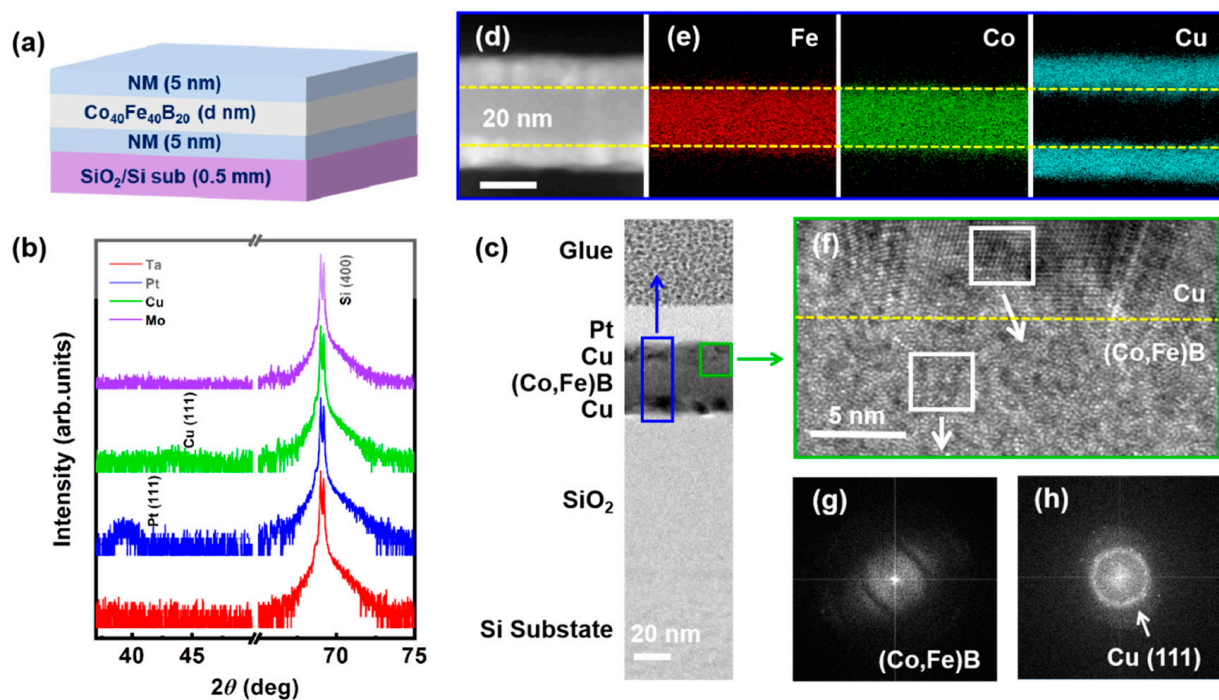 (a)
NM (5 nm)
Co₄₀Fe₄₀B₂₀ (d nm)
NM (5 nm)
SiO₂/Si sub (0.5 mm)
(b)
Ta
Pt
Cu
Mo
Si (400)
Cu (111)
Pt (111)
Intensity (arb.units)
40
45
70
75
2θ (deg)
(c)
Glue
Pt
Cu
(Co,Fe)B
Cu
SiO₂
Si Substate
20 nm
(d)
20 nm
(e)
Fe
Co
Cu
(f)
Cu
(Co,Fe)B
5 nm
(g)
(Co,Fe)B
(h)
Cu (111)